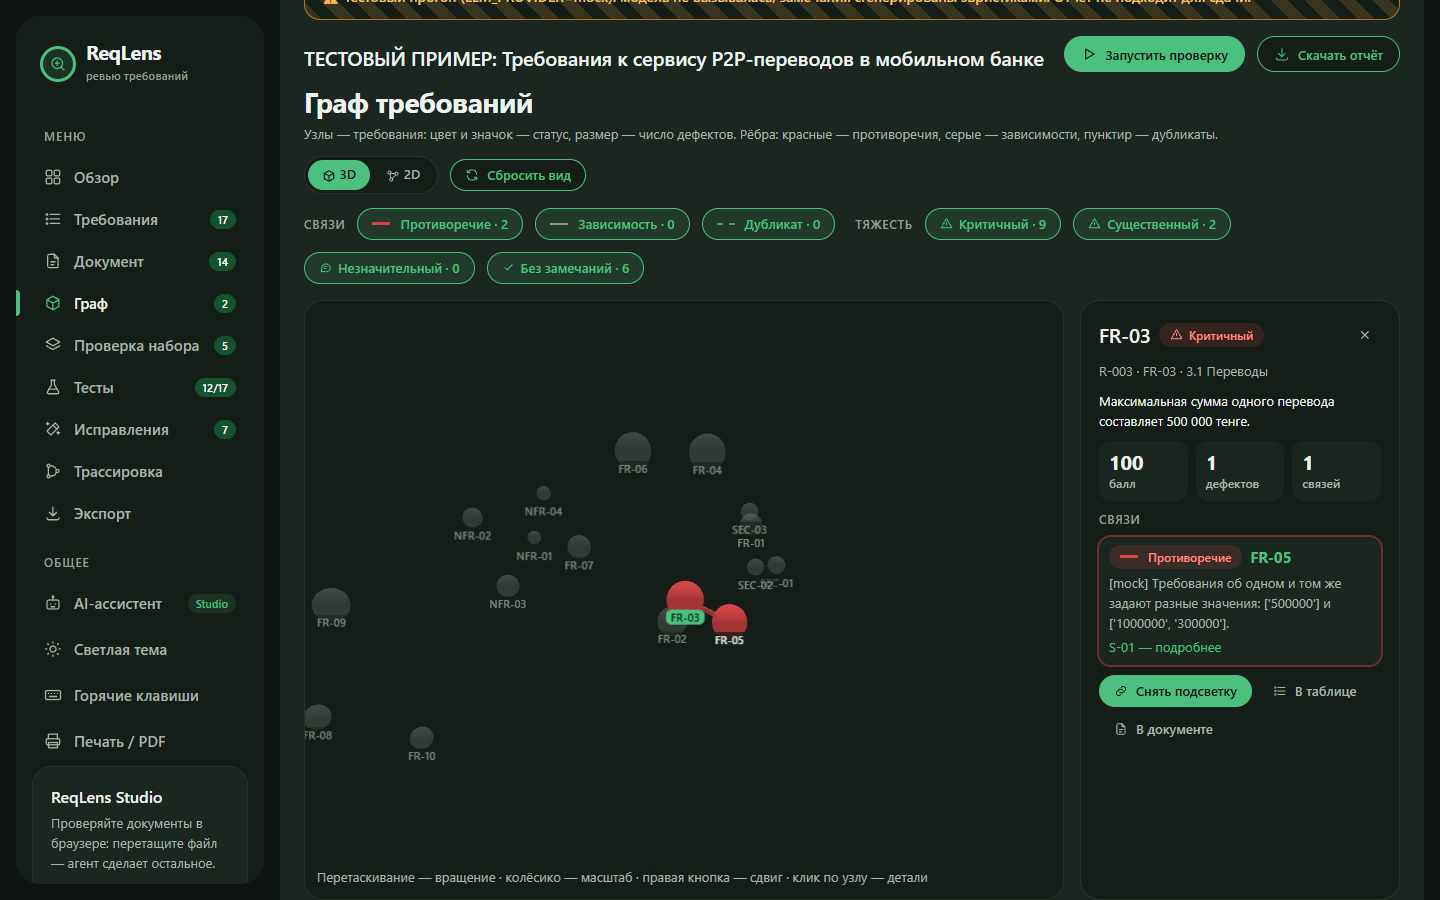 ReqLens
ревью требований
МЕНЮ
Обзор
Требования 17
Документ 14
Граф 2
Проверка набора 5
Тесты 12/17
Исправления 7
Трассировка
Экспорт
ОБЩЕЕ
AI-ассистент Studio
Светлая тема
Горячие клавиши
Печать / PDF
ReqLens Studio
Проверяйте документы в
браузере: перетащите файл
— агент сделает остальное.
ТЕСТОВЫЙ ПРИМЕР: Требования к сервису P2P-переводов в мобильном банке
Запустить проверку
Скачать отчёт
Граф требований
Узлы — требования: цвет и значок — статус, размер — число дефектов. Рёбра: красные — противоречия, серые — зависимости, пунктир — дубликаты.
3D 2D Сбросить вид
СВЯЗИ Противоречие · 2 Зависимость · 0 Дубликат · 0 ТЯЖЕСТЬ Критичный · 9 Существенный · 2
Незначительный · 0 Без замечаний · 6
FR-06
FR-04
NFR-04
NFR-02
SEC-03
FR-01
NFR-01
FR-07
SEC-02
NFR-03
FR-03
FR-09
FR-02
FR-05
FR-08
FR-10
Перетаскивание — вращение · колёсико — масштаб · правая кнопка — сдвиг · клик по узлу — детали
FR-03 Критичный
R-003 · FR-03 · 3.1 Переводы
Максимальная сумма одного перевода
составляет 500 000 тенге.
100 1 1
балл дефектов связей
СВЯЗИ
Противоречие FR-05
[mock] Требования об одном и том же
задают разные значения: ['500000'] и
['1000000', '300000'].
S-01 — подробнее
Снять подсветку
В таблице
В документе